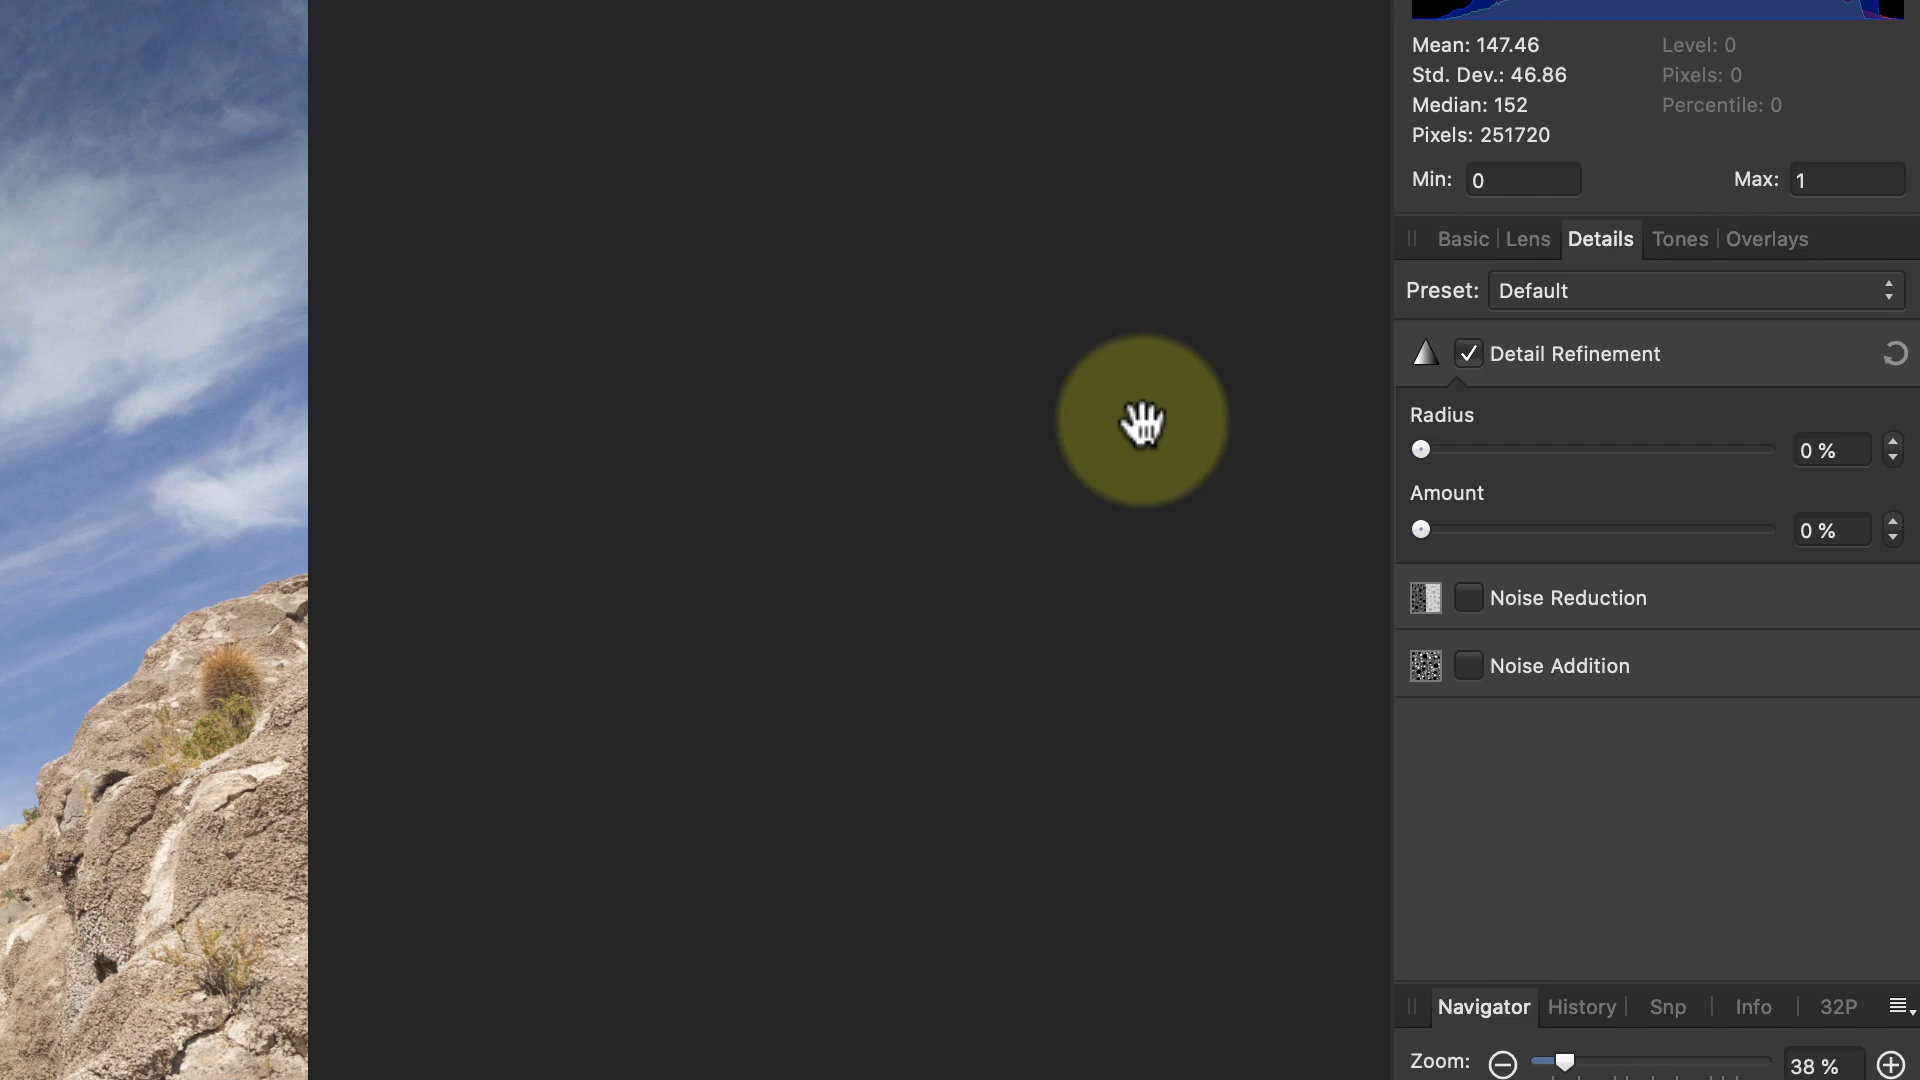 Mean: 147.46 Level: 0
Std. Dev.: 46.86 Pixels: 0
Median: 152 Percentile: 0
Pixels: 251720
Min: 0 Max: 1
Basic Lens Details Tones Overlays
Preset: Default
Detail Refinement
Radius
0 %
Amount
0 %
Noise Reduction
Noise Addition
Navigator History Snp Info 32P
Zoom: 38 %